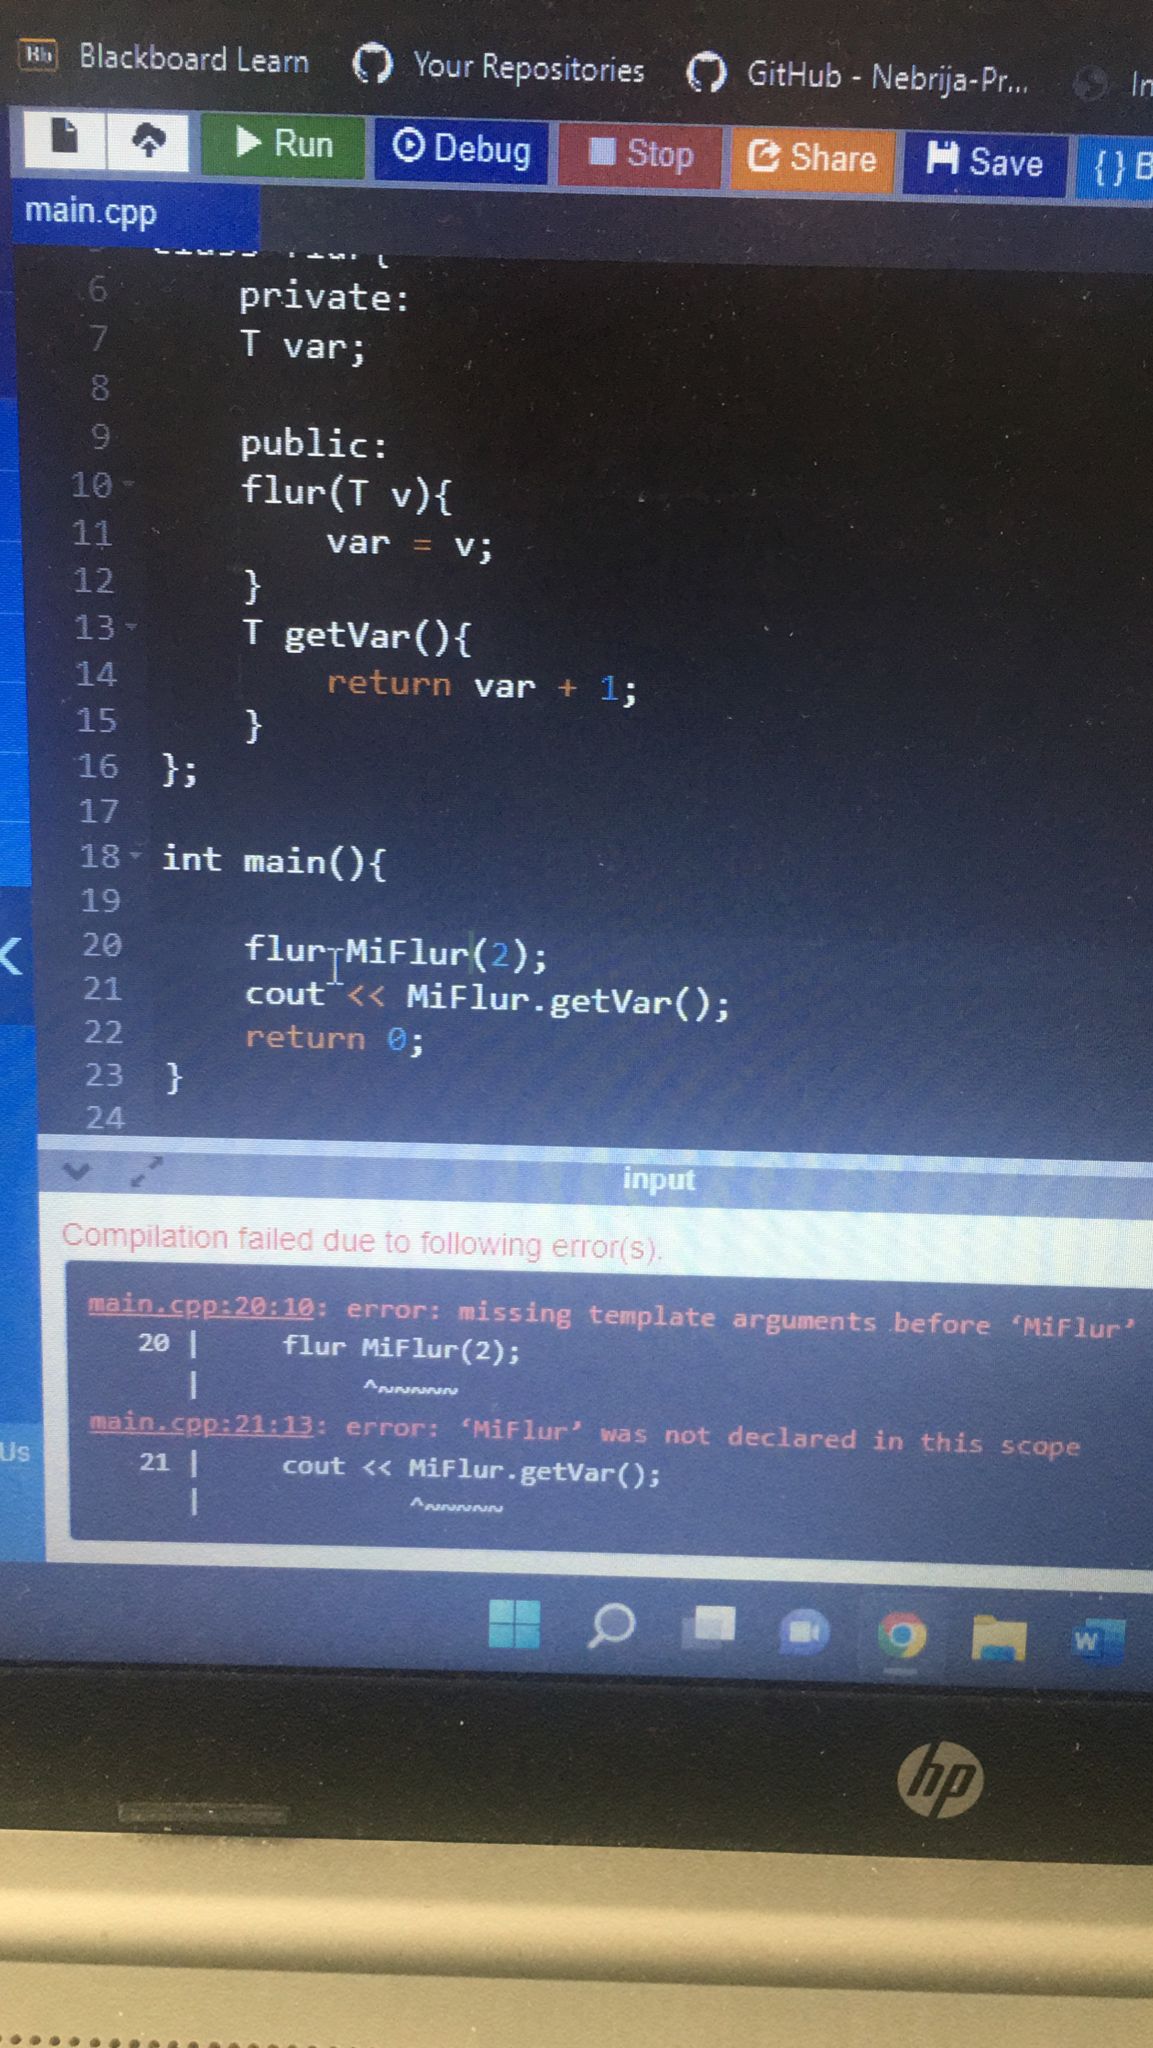 Blackboard Learn Your Repositories GitHub - Nebrija-Pr... In
Run Debug Stop Share Save {} B
main.cpp
6 private:
7 T var;
8
9 public:
10 flur(T v){
11 var = v;
12 }
13 T getVar(){
14 return var + 1;
15 }
16 };
17
18 int main(){
19
20 flur MiFlur(2);
21 cout << MiFlur.getVar();
22 return 0;
23 }
24
input
Compilation failed due to following error(s).
main.cpp:20:10: error: missing template arguments before ‘MiFlur’
20 | flur MiFlur(2);
| ^~~~~~
main.cpp:21:13: error: ‘MiFlur’ was not declared in this scope
21 | cout << MiFlur.getVar();
| ^~~~~~
Us
W
hp